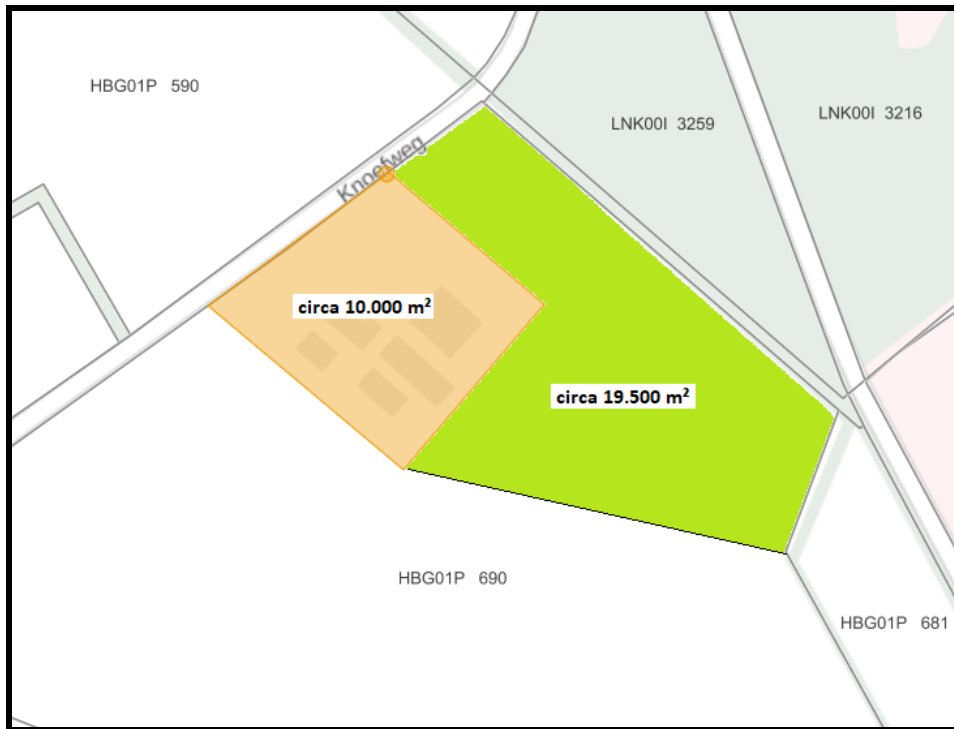 HBG01P 590
LNK00I 3259
LNK00I 3216
Knoefweg
circa 10.000 m²
circa 19.500 m²
HBG01P 690
HBG01P 681